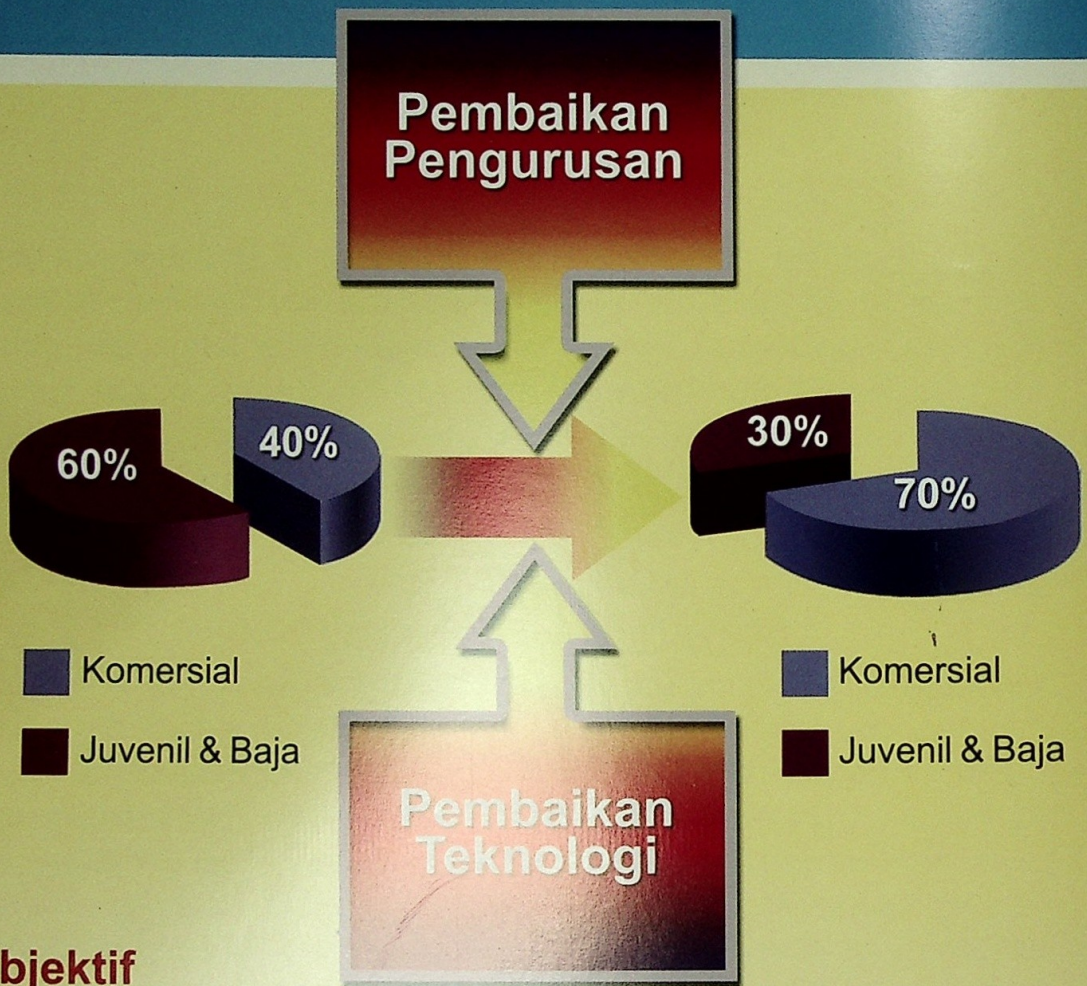 Pembaikan
Pengurusan
60%
40%
30%
70%
Komersial
Juvenil & Baja
Komersial
Juvenil & Baja
Pembaikan
Teknologi
bjektif